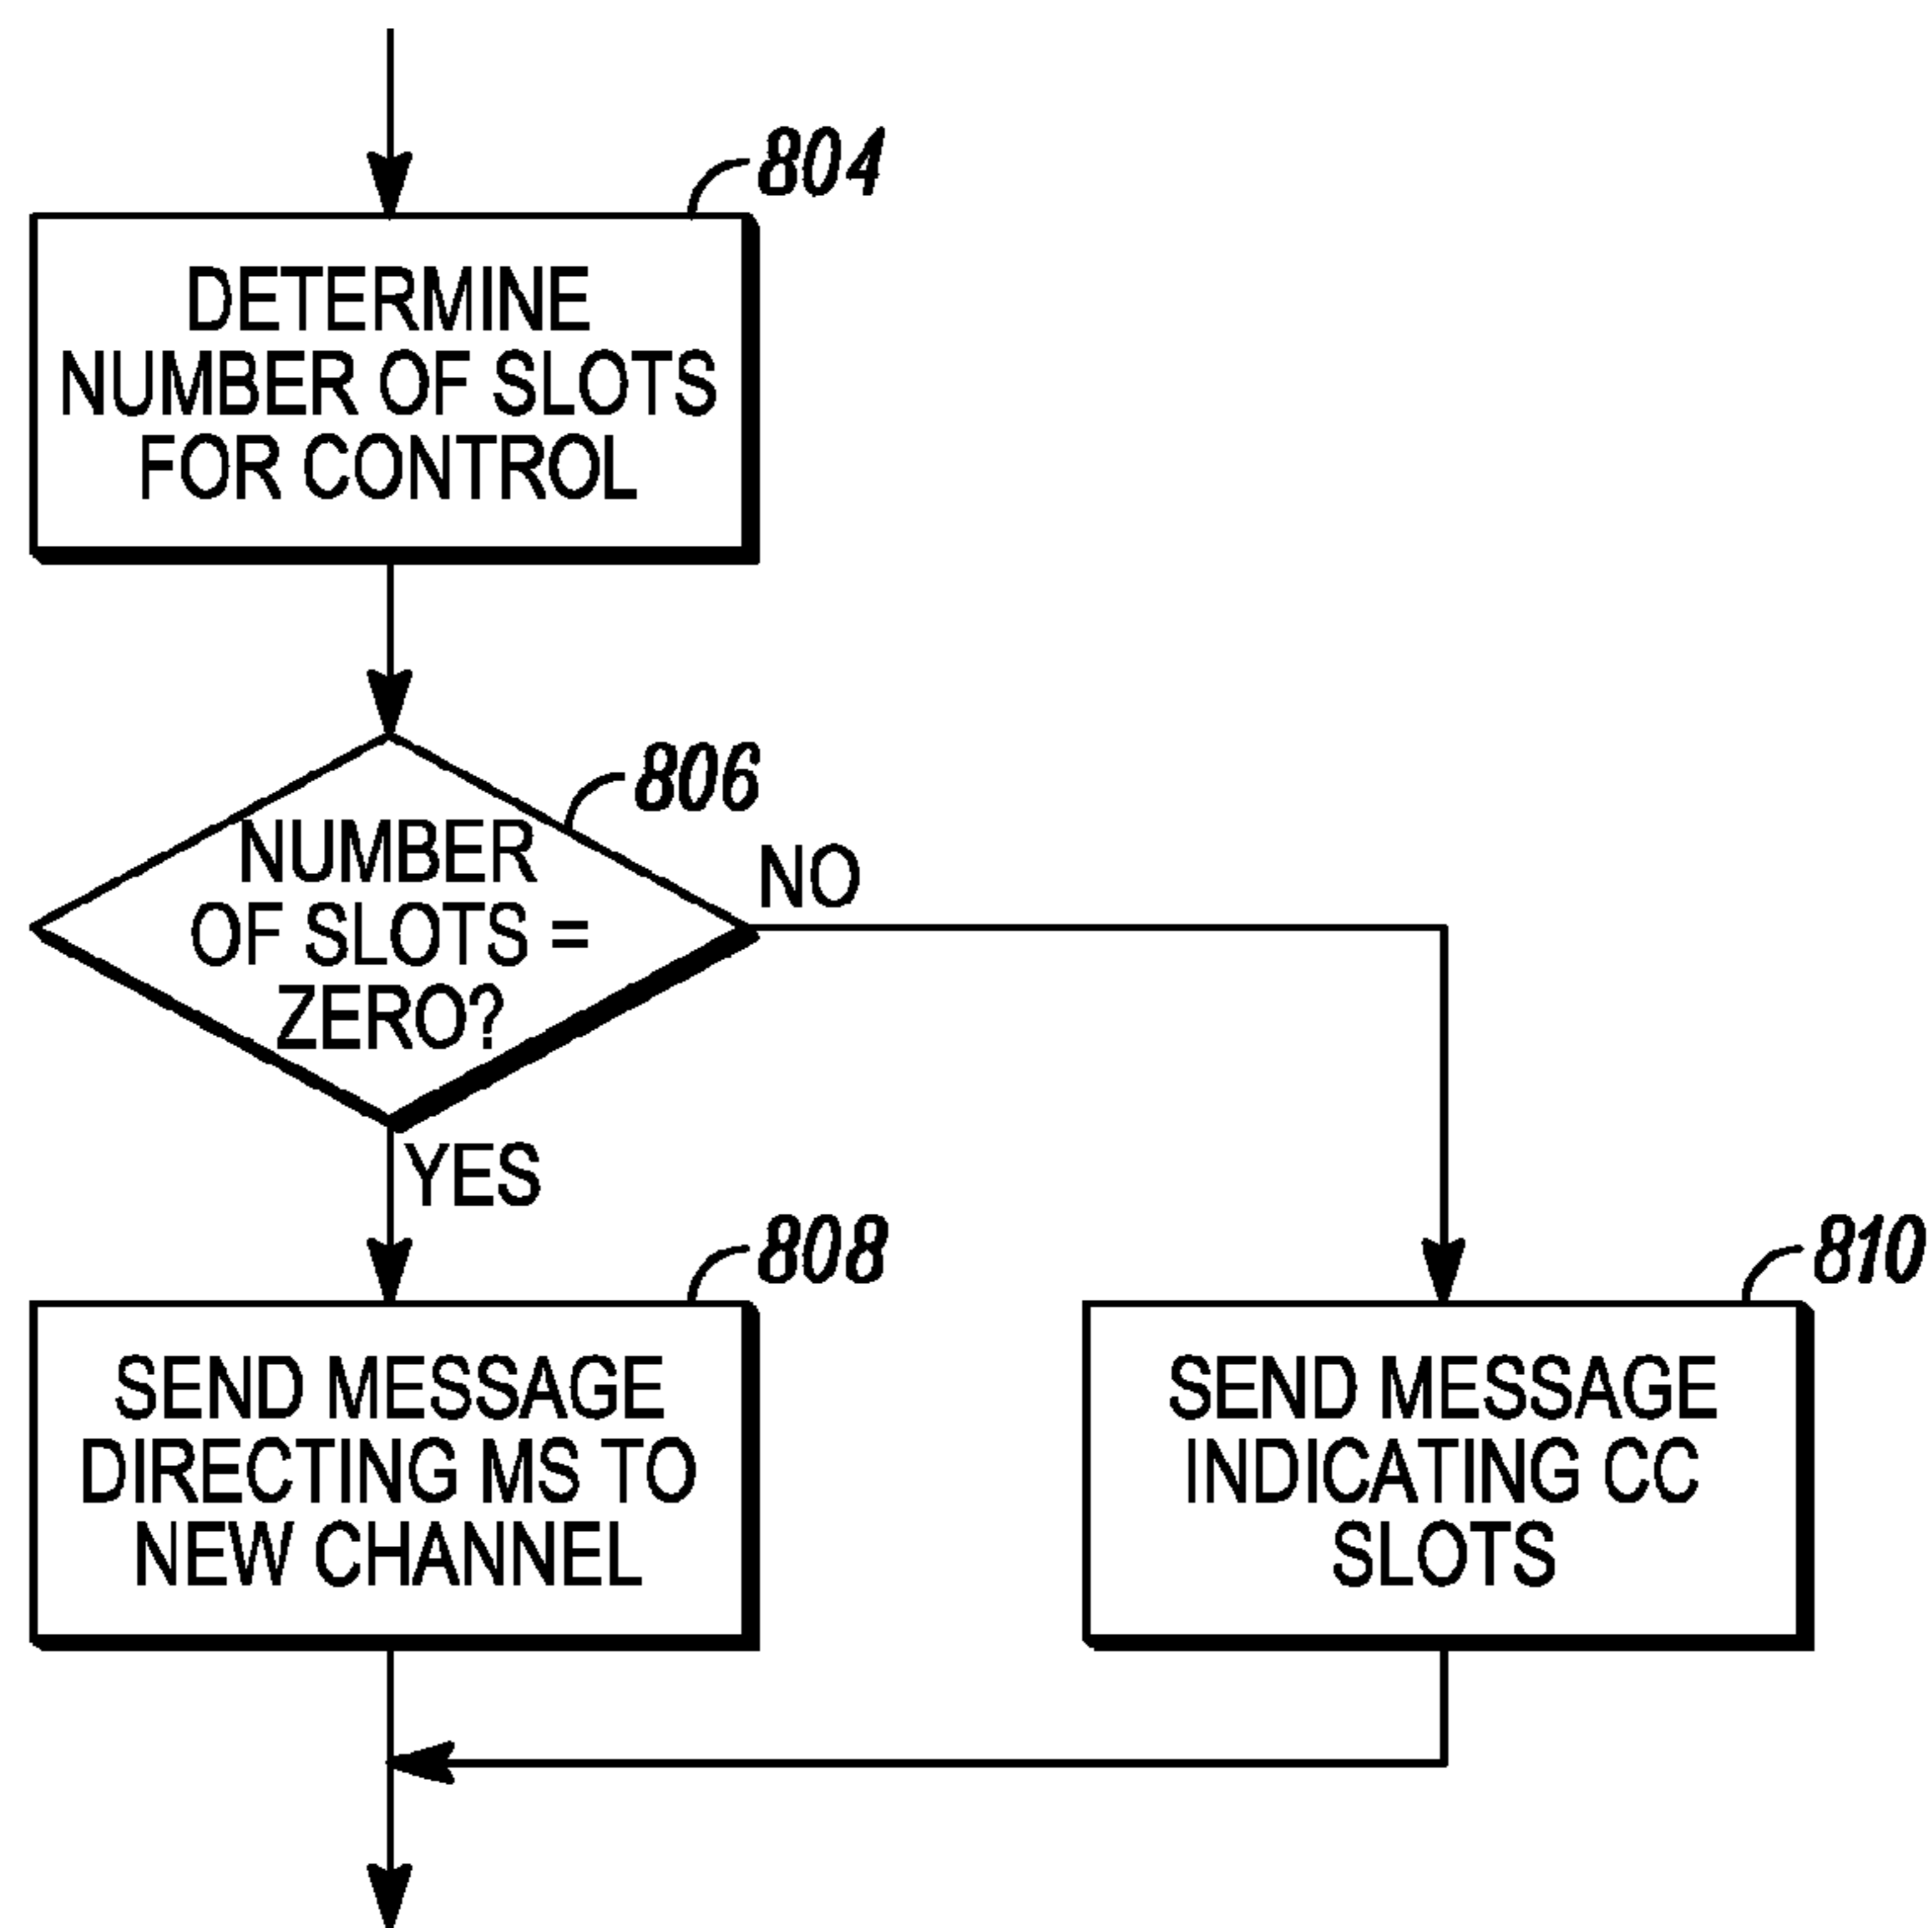 804
DETERMINE
NUMBER OF SLOTS
FOR CONTROL
806
NUMBER
OF SLOTS =
ZERO?
NO
YES
808
SEND MESSAGE
DIRECTING MS TO
NEW CHANNEL
810
SEND MESSAGE
INDICATING CC
SLOTS